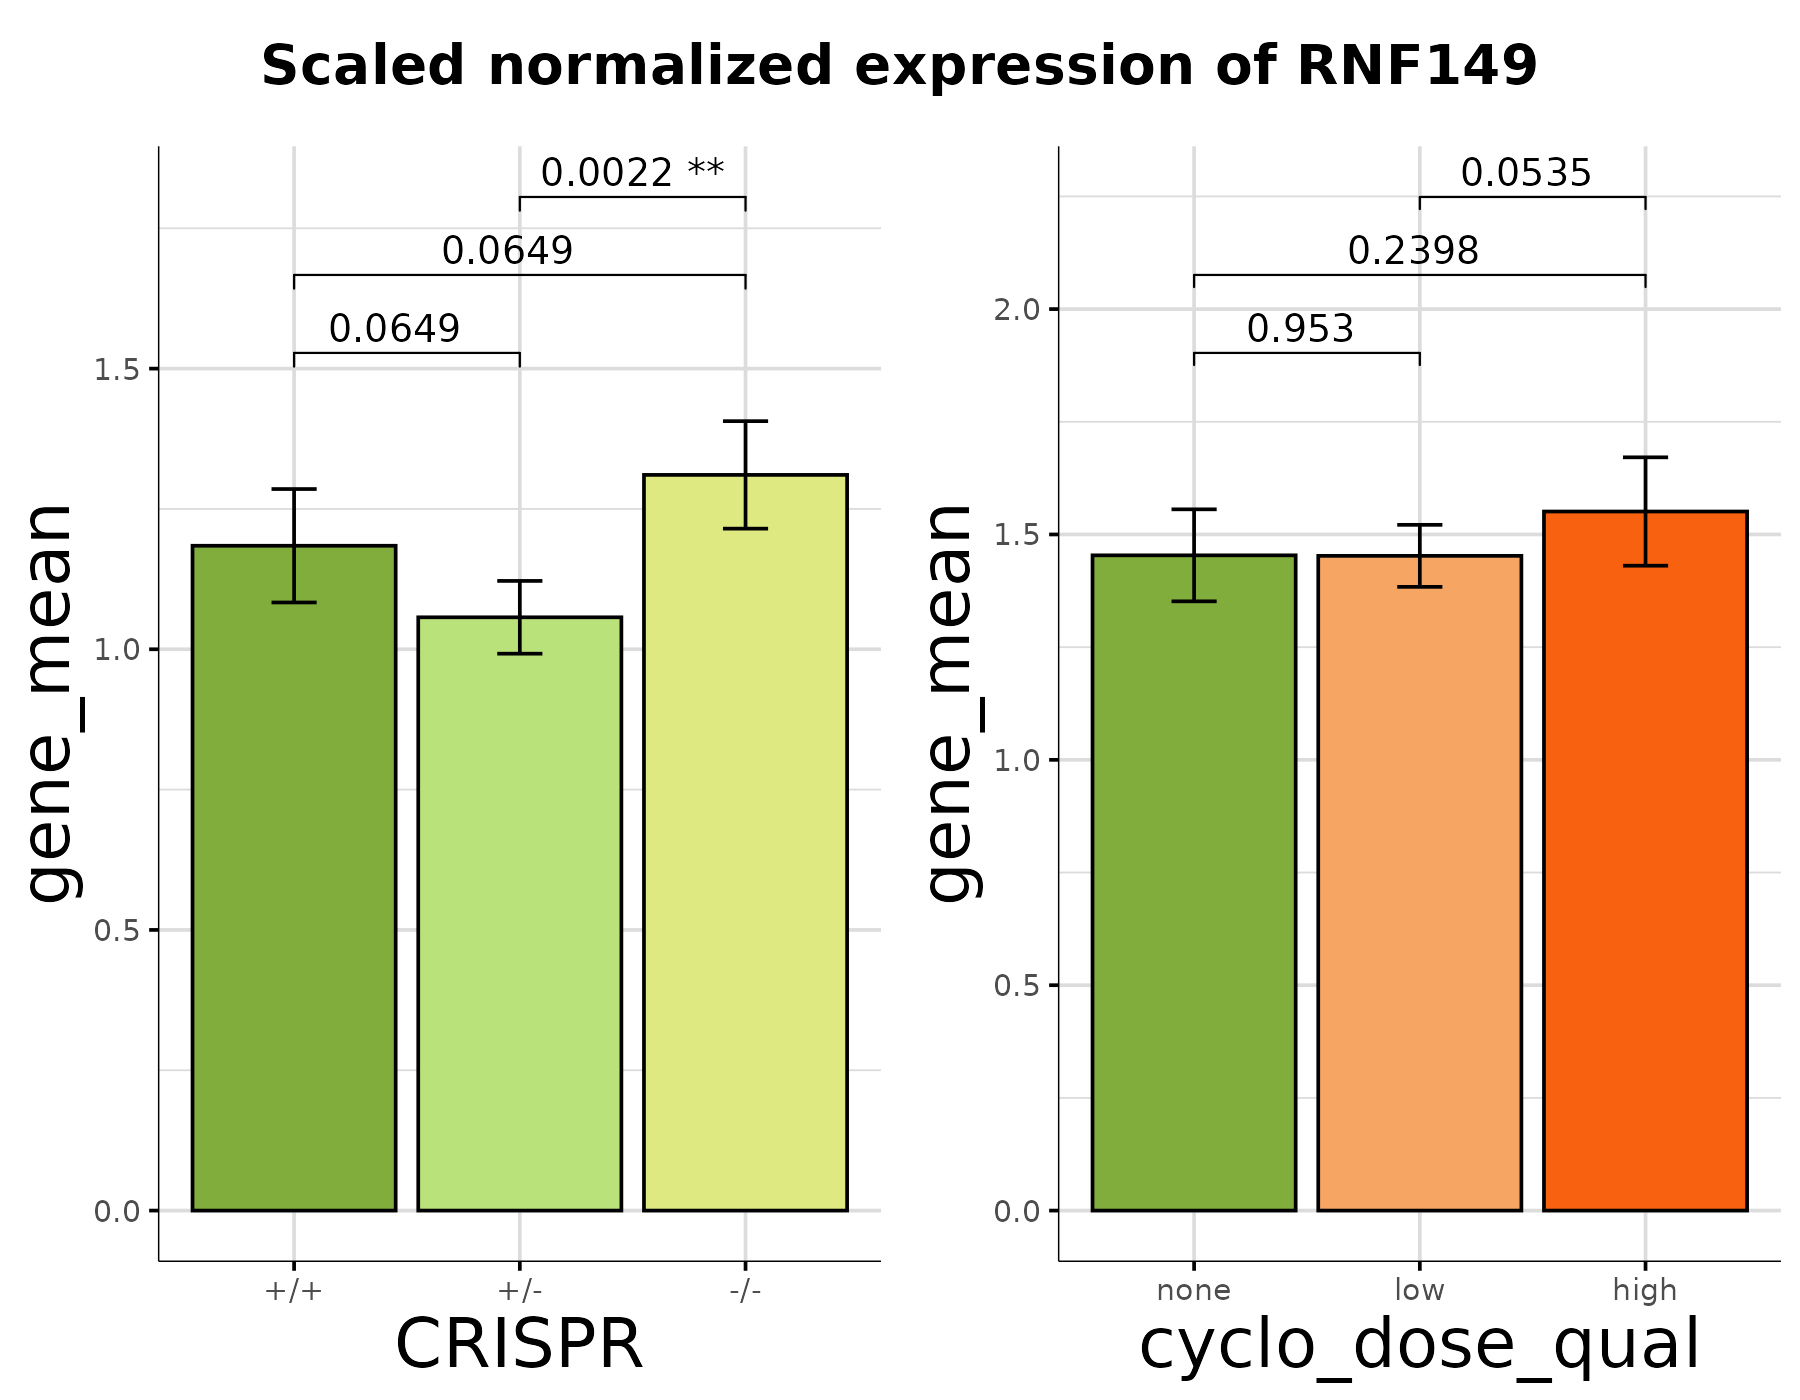 Scaled normalized expression of RNF149
0.0022 **
0.0649
0.0649
1.5
1.0
0.5
0.0
gene_mean
+/+
+/-
-/-
CRISPR
0.0535
0.2398
0.953
2.0
1.5
1.0
0.5
0.0
gene_mean
none
low
high
cyclo_dose_qual